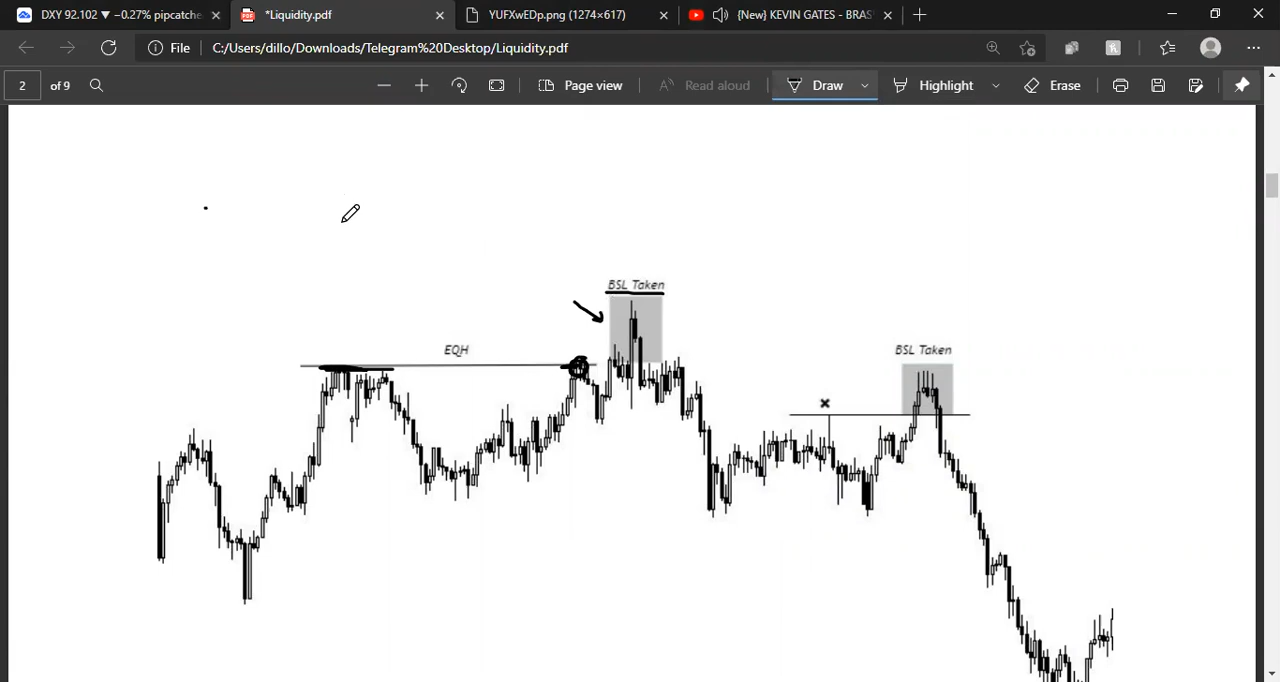 DXY 92.102 ▼ −0.27% pipcatche
*Liquidity.pdf
YUFXwEDp.png (1274×617)
{New} KEVIN GATES - BRAS
File
C:/Users/dillo/Downloads/Telegram%20Desktop/Liquidity.pdf
2 of 9
Page view
Read aloud
Draw
Highlight
Erase
BSL Taken
EQH
BSL Taken